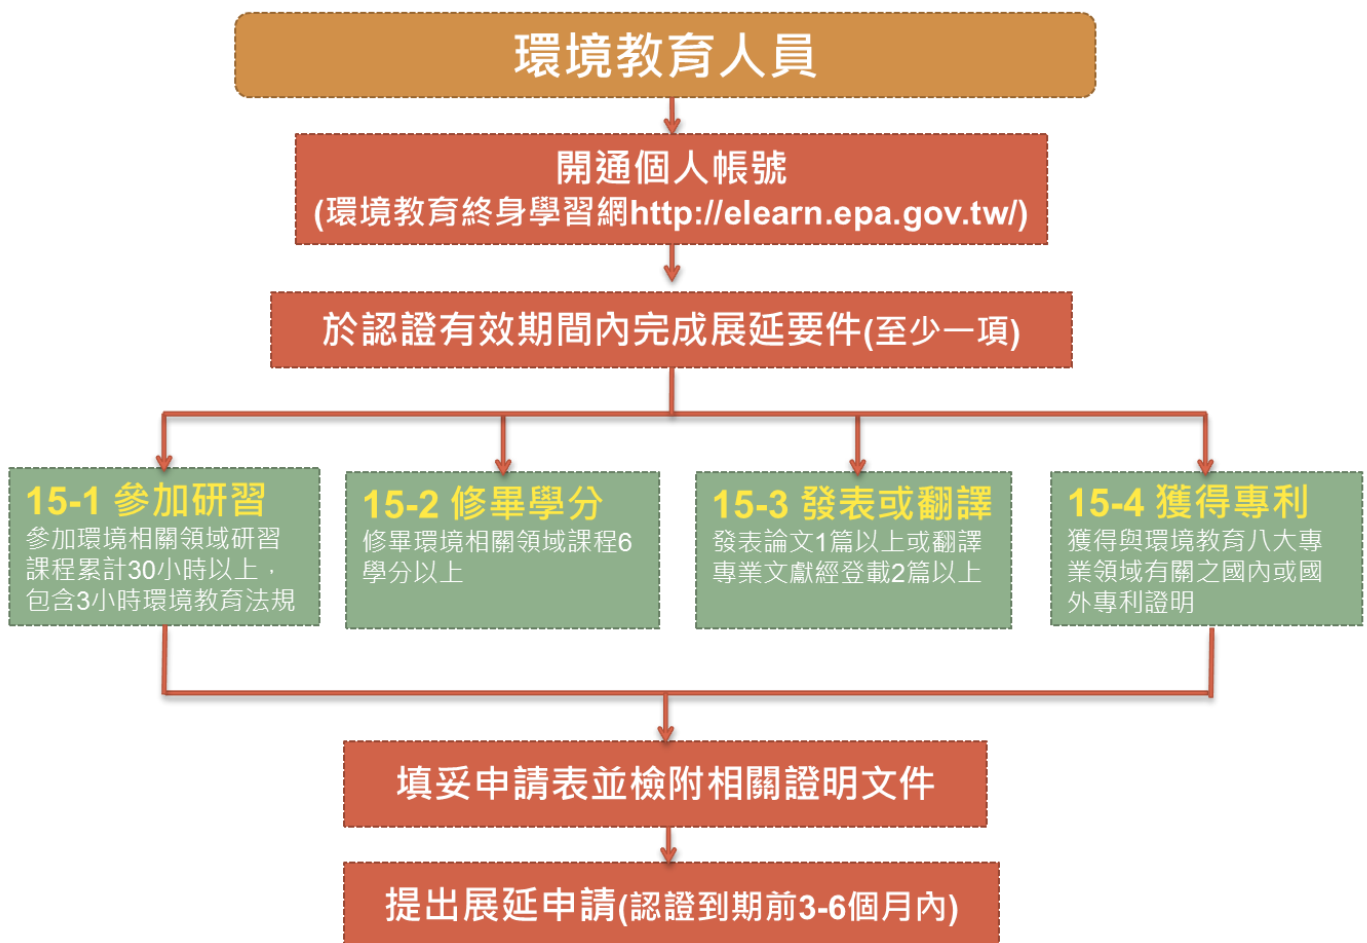 環境教育人員
開通個人帳號
(環境教育終身學習網http://elearn.epa.gov.tw/)
於認證有效期間內完成展延要件(至少一項)
15-1 參加研習
參加環境相關領域研習
課程累計30小時以上，
包含3小時環境教育法規
15-2 修畢學分
修畢環境相關領域課程6
學分以上
15-3 發表或翻譯
發表論文1篇以上或翻譯
專業文獻經登載2篇以上
15-4 獲得專利
獲得與環境教育八大專
業領域有關之國內或國
外專利證明
填妥申請表並檢附相關證明文件
提出展延申請(認證到期前3-6個月內)